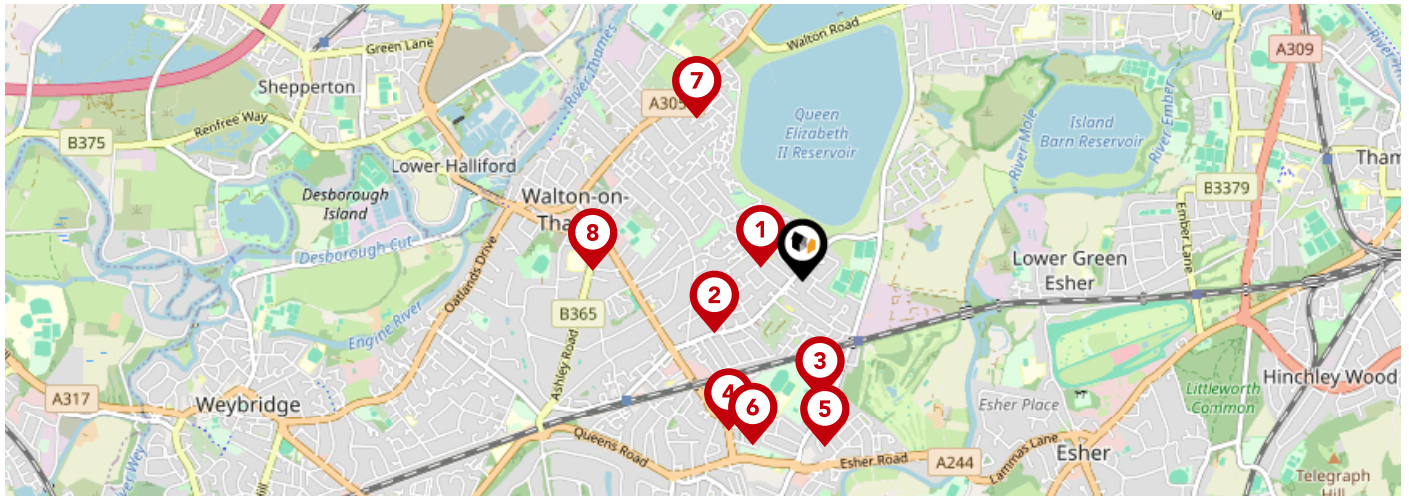 Walton Road
A309
Green Lane
Shepperton
River Thames
7
A305
Renfree Way
B375
Queen
Elizabeth
II Reservoir
River Mole
Island
Barn Reservoir
River Ember
Lower Halliford
Desborough
Island
Walton-on-
Tha
B3379
Tham
8
1
Ember Lane
Desborough Cut
Oatlands Drive
Lower Green
Esher
2
B365
Engine River
Ashley Road
3
4
6
5
A317
Weybridge
Esher Place
Littleworth
Common
Hinchley Wood
Queens Road
Esher Road
A244
Lammas Lane
Esher
River Wey
Telegraph
Hill